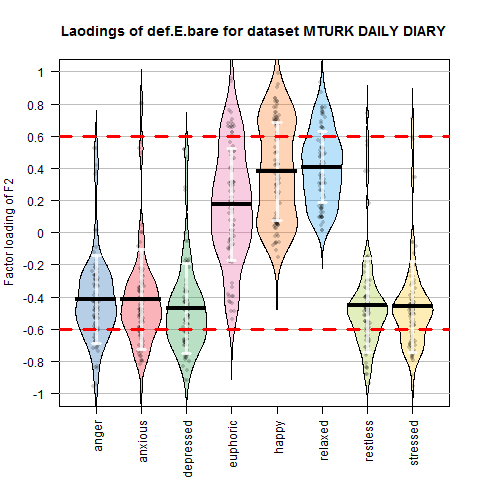 Laodings of def.E.bare for dataset MTURK DAILY DIARY
Factor loading of F2
1
0.8
0.6
0.4
0.2
0
-0.2
-0.4
-0.6
-0.8
-1
anger
anxious
depressed
euphoric
happy
relaxed
restless
stressed